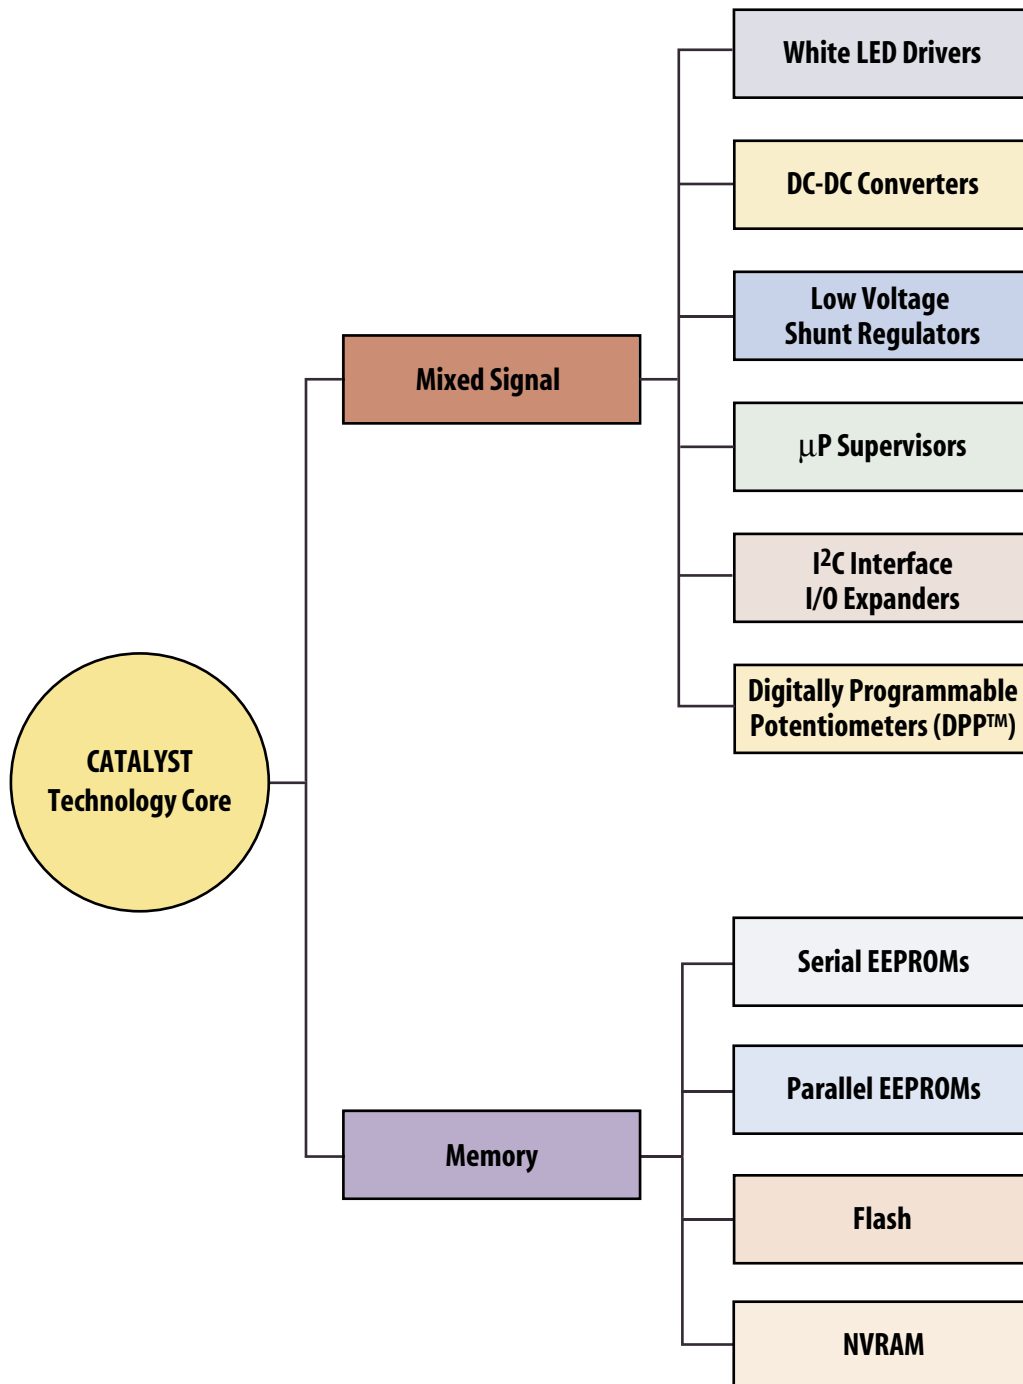 White LED Drivers
DC-DC Converters
Low Voltage
Shunt Regulators
Mixed Signal
μP Supervisors
I²C Interface
I/O Expanders
Digitally Programmable
Potentiometers (DPP™)
CATALYST
Technology Core
Serial EEPROMs
Parallel EEPROMs
Memory
Flash
NVRAM